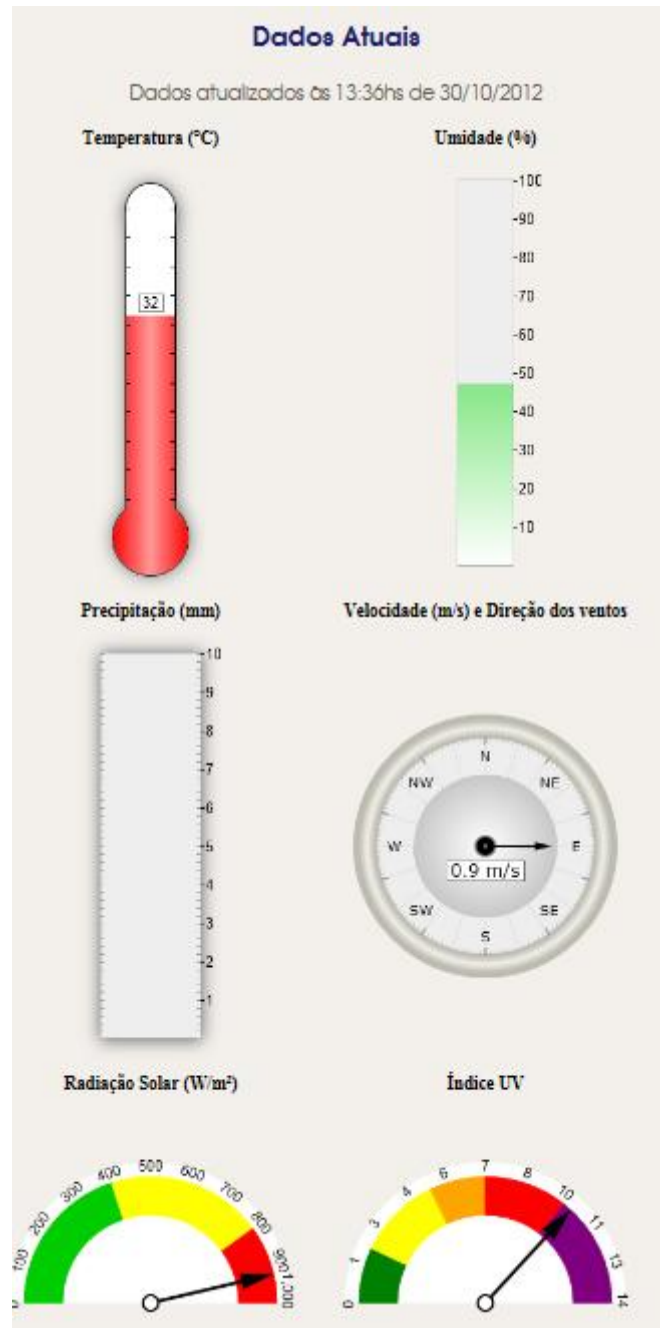 Dados Atuais
Dados atualizados às 13:36hs de 30/10/2012
Temperatura (°C)
Umidade (%)
32
100
90
80
70
60
50
40
30
20
10
Precipitação (mm)
Velocidade (m/s) e Direção dos ventos
10
9
8
7
6
5
4
3
2
1
N
NW
NE
W
E
0.9 m/s
SW
SE
S
Radiação Solar (W/m²)
Índice UV
0
100
200
300
400
500
600
700
800
900
1.000
0
1
3
4
6
7
8
10
11
13
14